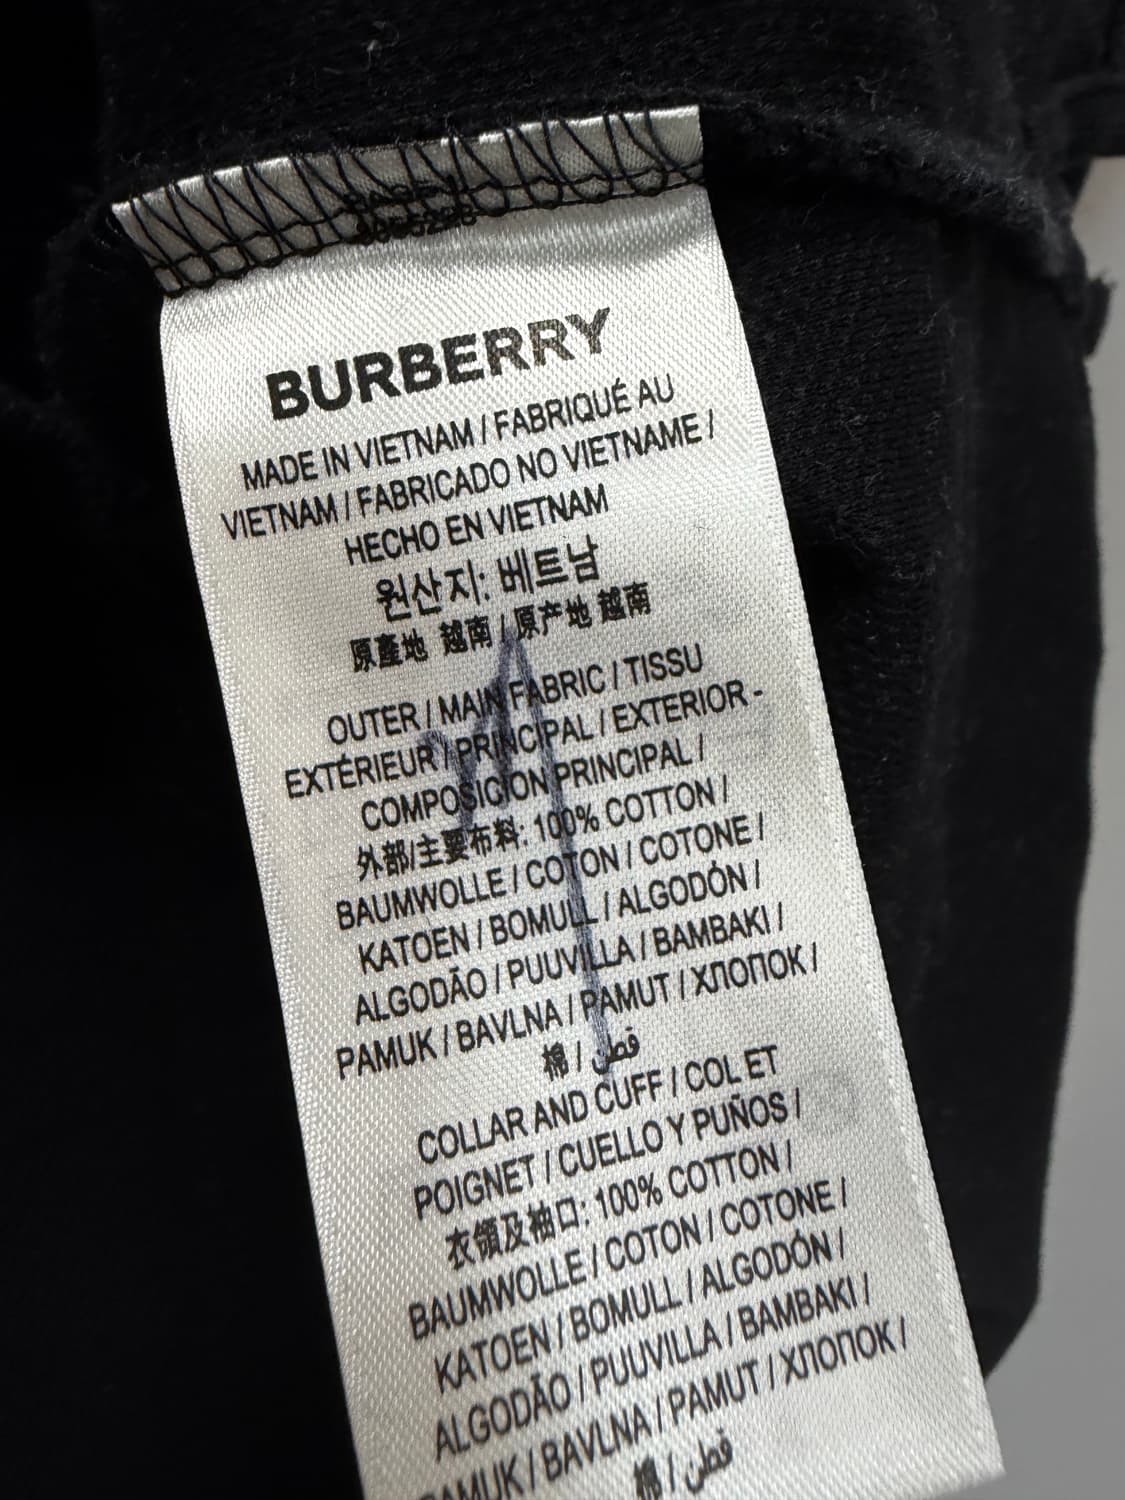 BURBERRY
MADE IN VIETNAM / FABRIQUÉ AU
VIETNAM / FABRICADO NO VIETNAME /
HECHO EN VIETNAM
원산지: 베트남
原產地 越南 / 原产地 越南
OUTER / MAIN FABRIC / TISSU
EXTÉRIEUR / PRINCIPAL / EXTERIOR -
COMPOSICION PRINCIPAL /
外部/主要布料: 100% COTTON /
BAUMWOLLE / COTON / COTONE /
KATOEN / BOMULL / ALGODÓN /
ALGODÃO / PUUVILLA / BAMBAKI /
PAMUK / BAVLNA / PAMUT / ХЛОПОК /
棉 / قطن
COLLAR AND CUFF / COL ET
POIGNET / CUELLO Y PUÑOS /
衣領及袖口: 100% COTTON /
BAUMWOLLE / COTON / COTONE /
KATOEN / BOMULL / ALGODÓN /
ALGODÃO / PUUVILLA / BAMBAKI /
PAMUK / BAVLNA / PAMUT / ХЛОПОК /
棉 / قطن